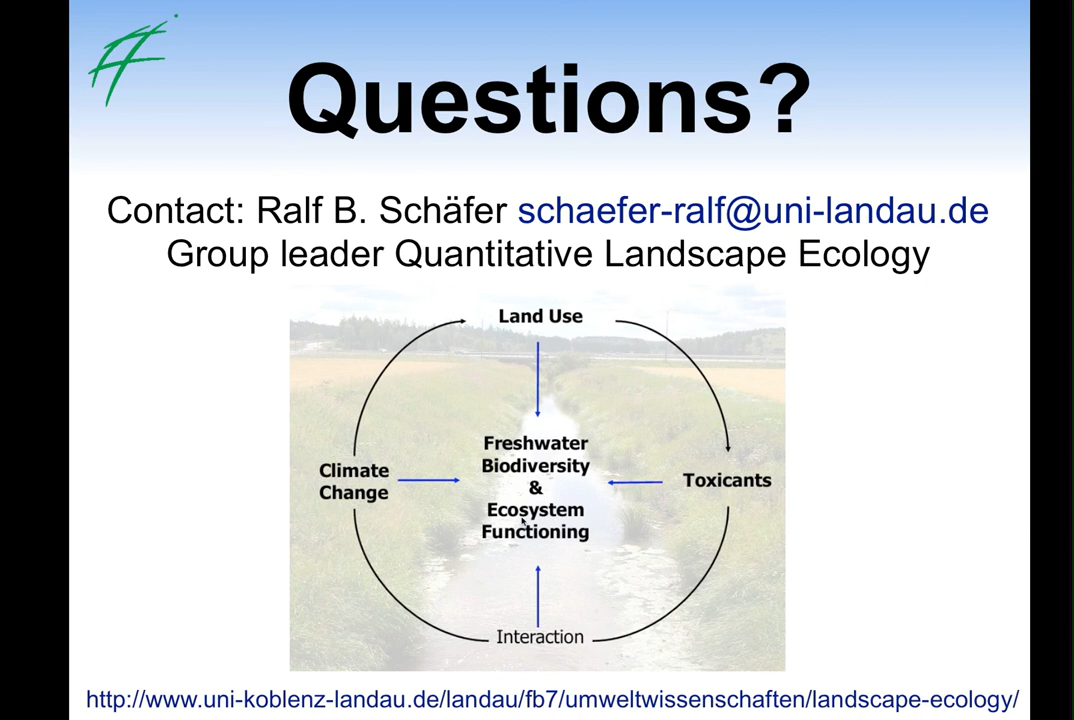 Questions?
Contact: Ralf B. Schäfer schaefer-ralf@uni-landau.de
Group leader Quantitative Landscape Ecology
Land Use
Freshwater
Biodiversity
&
Ecosystem
Functioning
Climate
Change
Toxicants
Interaction
http://www.uni-koblenz-landau.de/landau/fb7/umweltwissenschaften/landscape-ecology/